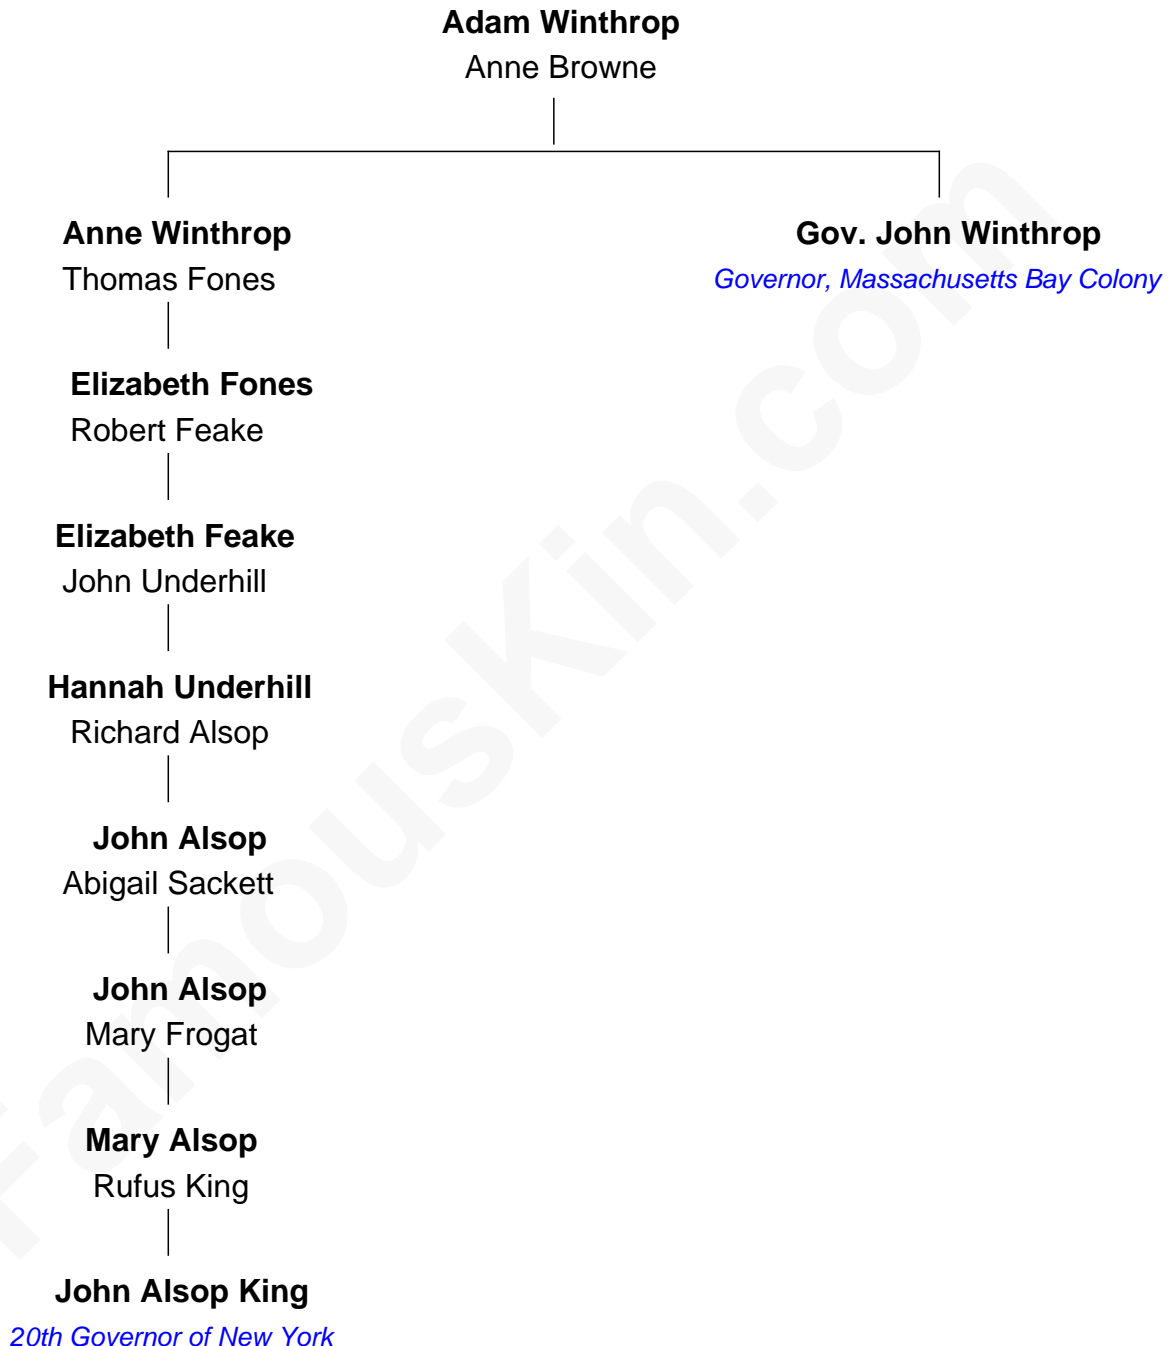 Adam Winthrop
Anne Browne
Anne Winthrop
Thomas Fones
Gov. John Winthrop
Governor, Massachusetts Bay Colony
Elizabeth Fones
Robert Feake
Elizabeth Feake
John Underhill
Hannah Underhill
Richard Alsop
John Alsop
Abigail Sackett
John Alsop
Mary Frogat
Mary Alsop
Rufus King
John Alsop King
20th Governor of New York
FamousKin.com